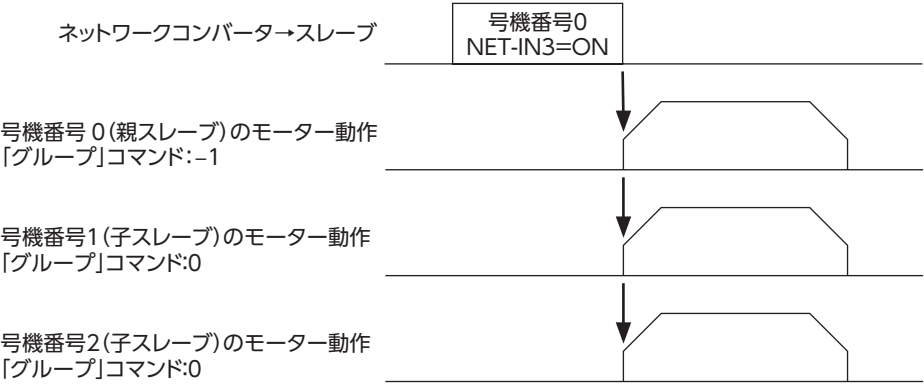 ネットワークコンバータ→スレーブ
号機番号0
NET-IN3=ON
号機番号 0（親スレーブ）のモーター動作
「グループ」コマンド：–1
号機番号1（子スレーブ）のモーター動作
「グループ」コマンド:0
号機番号2（子スレーブ）のモーター動作
「グループ」コマンド:0